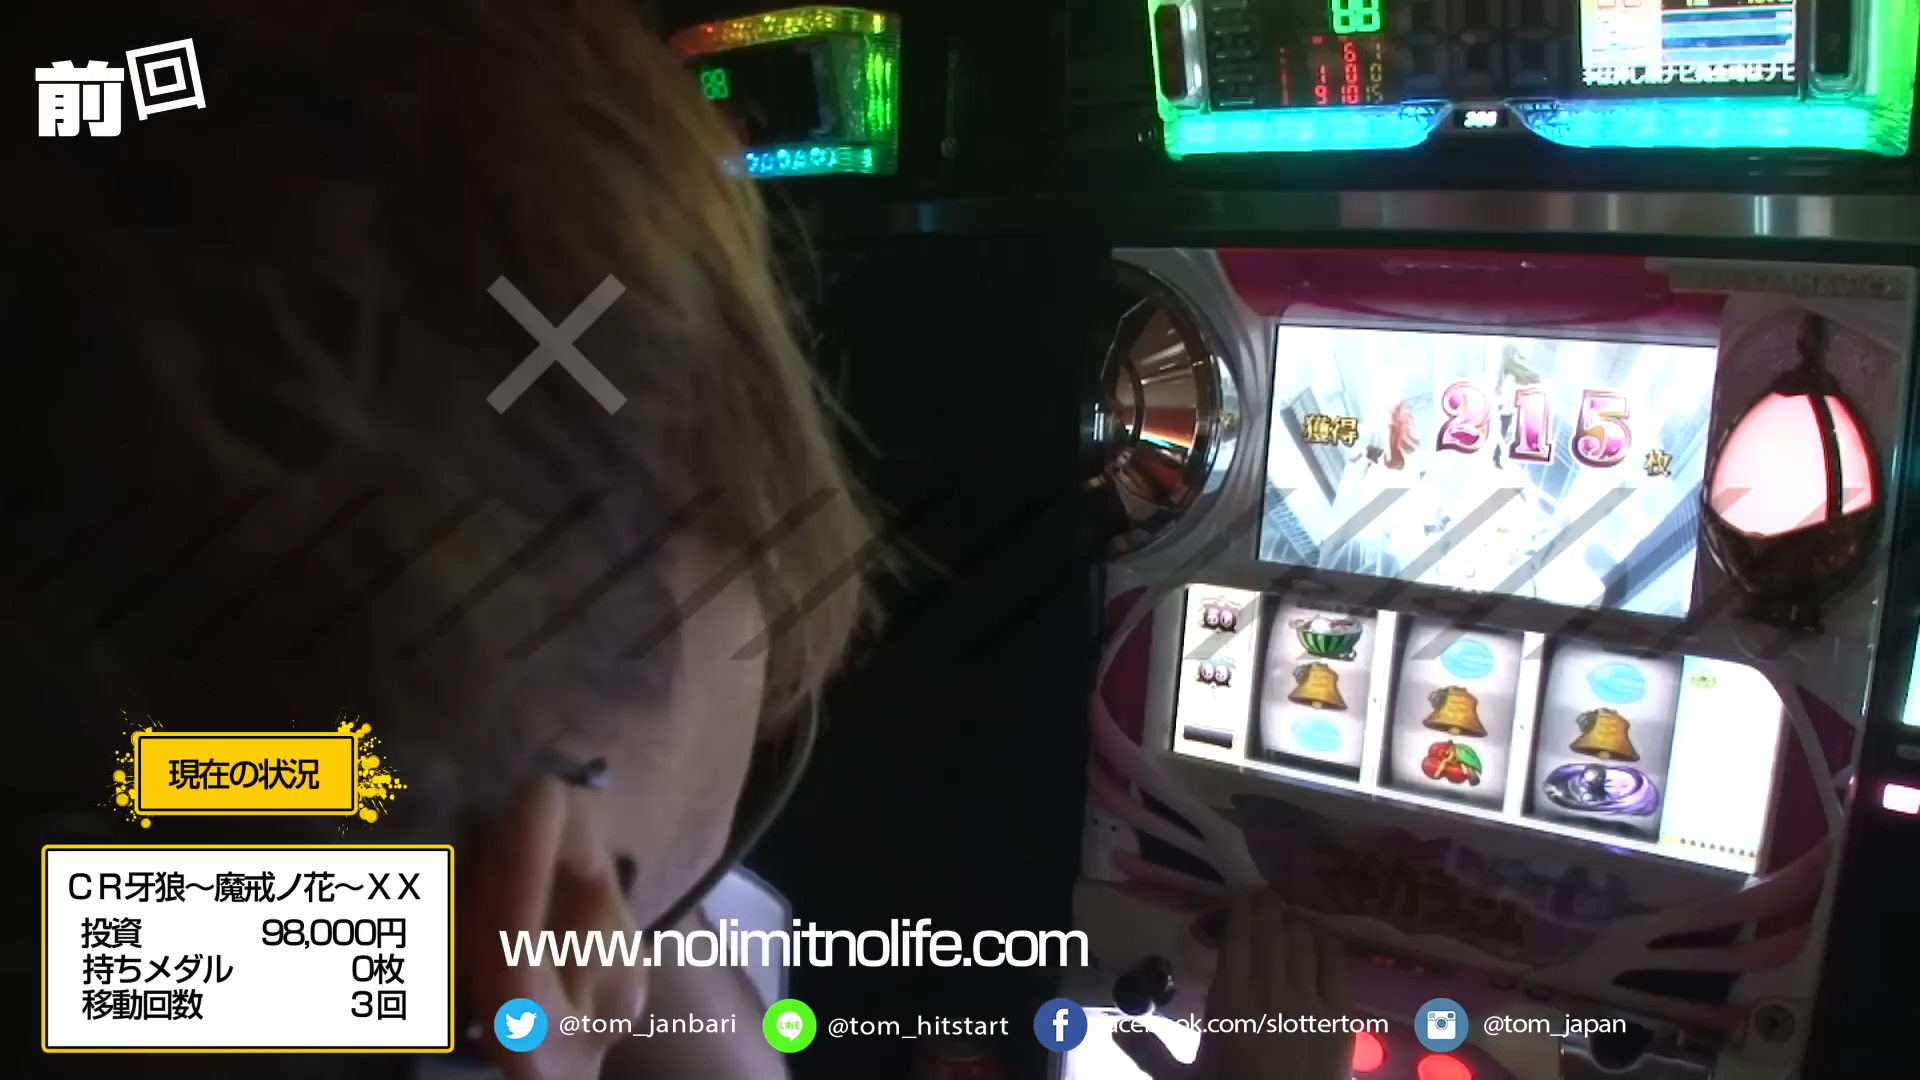 前回
獲得 215 枚
現在の状況
CR牙狼～魔戒ノ花～XX
投資 98,000円
持ちメダル 0枚
移動回数 3回
www.nolimitnolife.com
@tom_janbari
LINE
@tom_hitstart
facebook.com/slottertom
@tom_japan